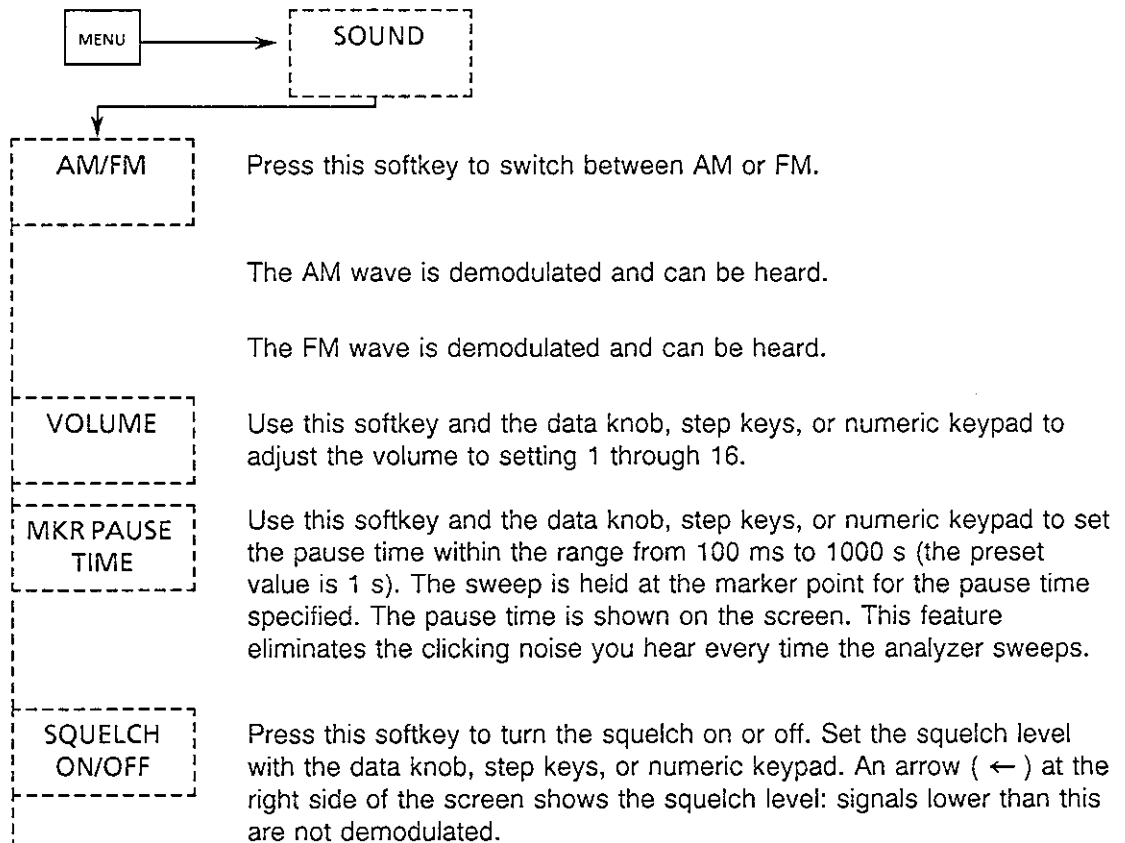 MENU
SOUND
AM/FM
Press this softkey to switch between AM or FM.
The AM wave is demodulated and can be heard.
The FM wave is demodulated and can be heard.
VOLUME
Use this softkey and the data knob, step keys, or numeric keypad to
adjust the volume to setting 1 through 16.
MKR PAUSE
TIME
Use this softkey and the data knob, step keys, or numeric keypad to set
the pause time within the range from 100 ms to 1000 s (the preset
value is 1 s). The sweep is held at the marker point for the pause time
specified. The pause time is shown on the screen. This feature
eliminates the clicking noise you hear every time the analyzer sweeps.
SQUELCH
ON/OFF
Press this softkey to turn the squelch on or off. Set the squelch level
with the data knob, step keys, or numeric keypad. An arrow ( ← ) at the
right side of the screen shows the squelch level: signals lower than this
are not demodulated.